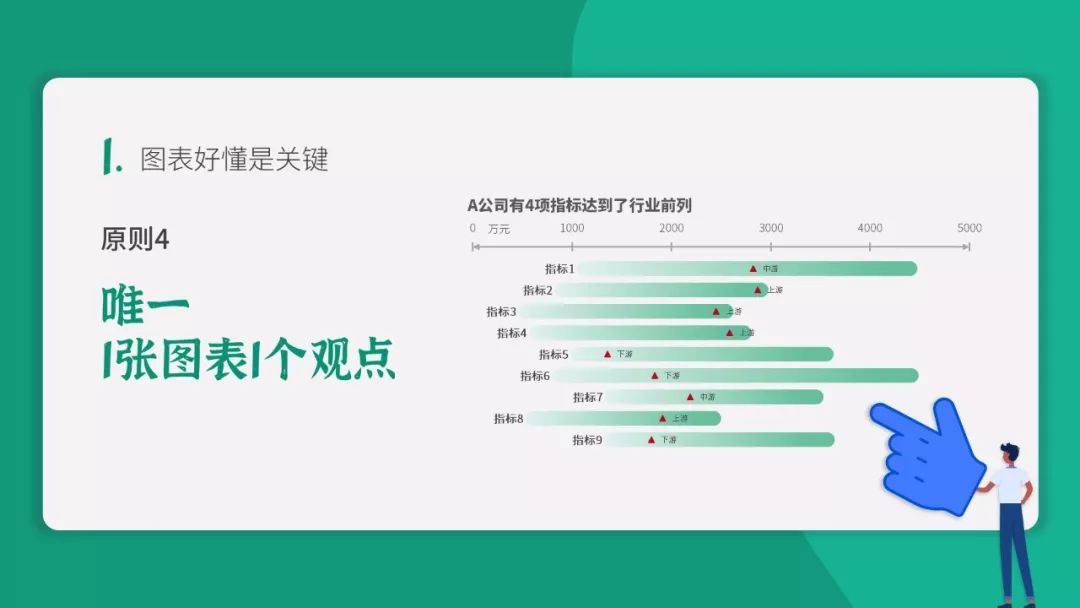 1. 图表好懂是关键
原则4
唯一
1张图表1个观点
A公司有4项指标达到了行业前列
0 万元 1000 2000 3000 4000 5000
指标1 中游
指标2 上游
指标3 上游
指标4 上游
指标5 下游
指标6 下游
指标7 中游
指标8 上游
指标9 下游